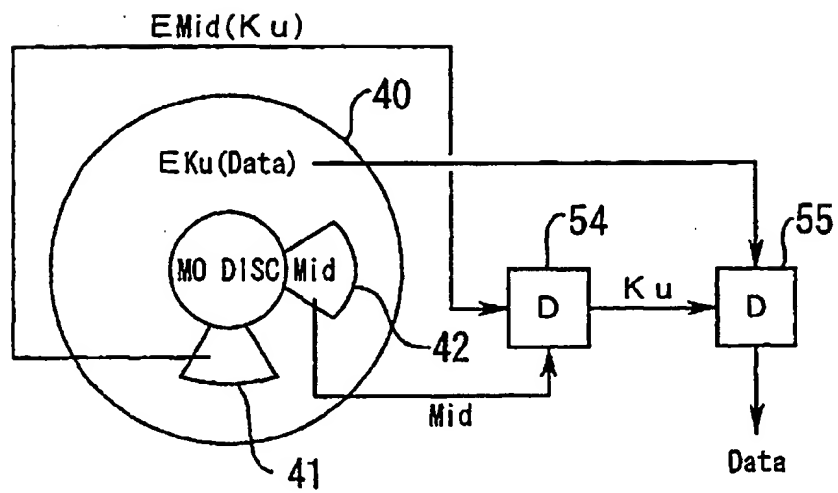 EMid(Ku)
40
EKu(Data)
54
55
MO DISC
Mid
D
Ku
D
42
Mid
41
Data